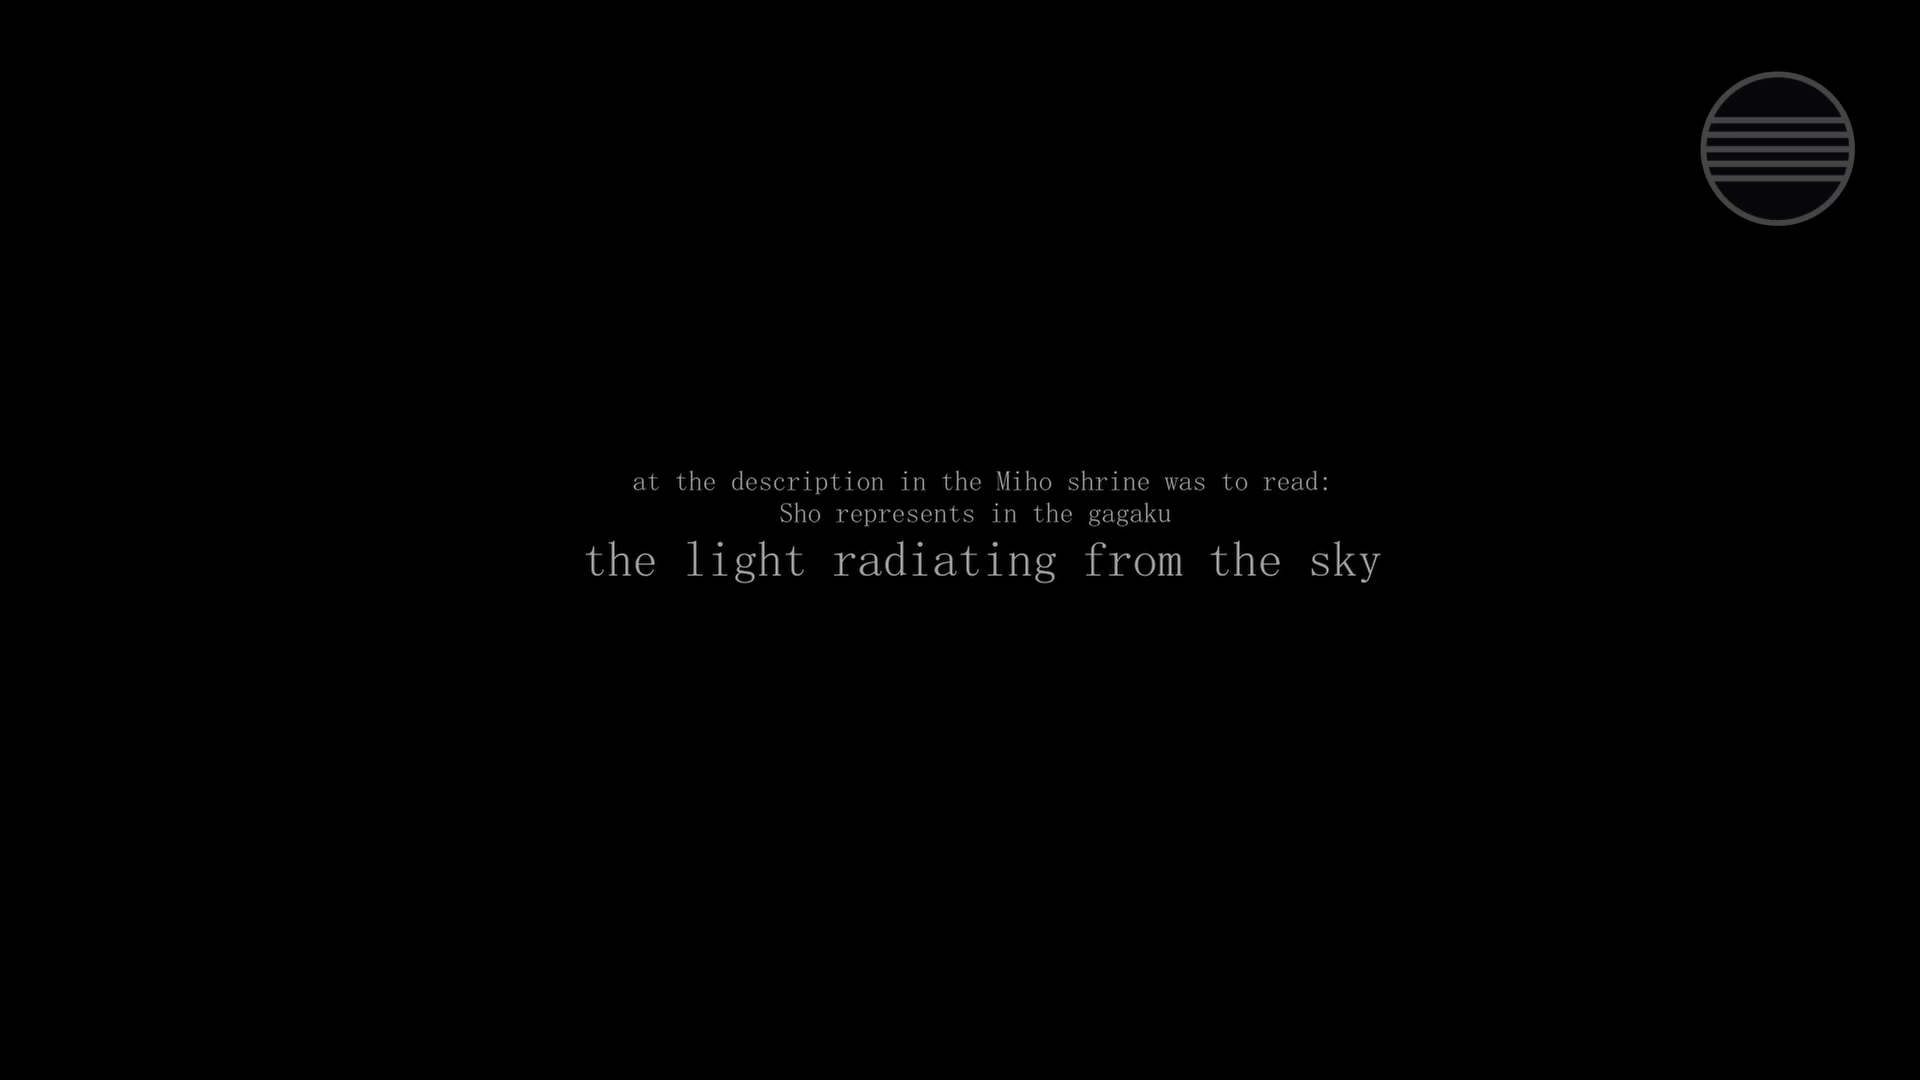 at the description in the Miho shrine was to read:
Sho represents in the gagaku
the light radiating from the sky